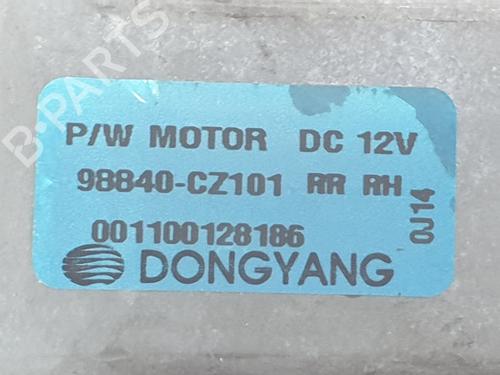 B-PARTS
P/W MOTOR DC 12V
98840-CZ101 RR RH
001100128186
0J14
DONGYANG